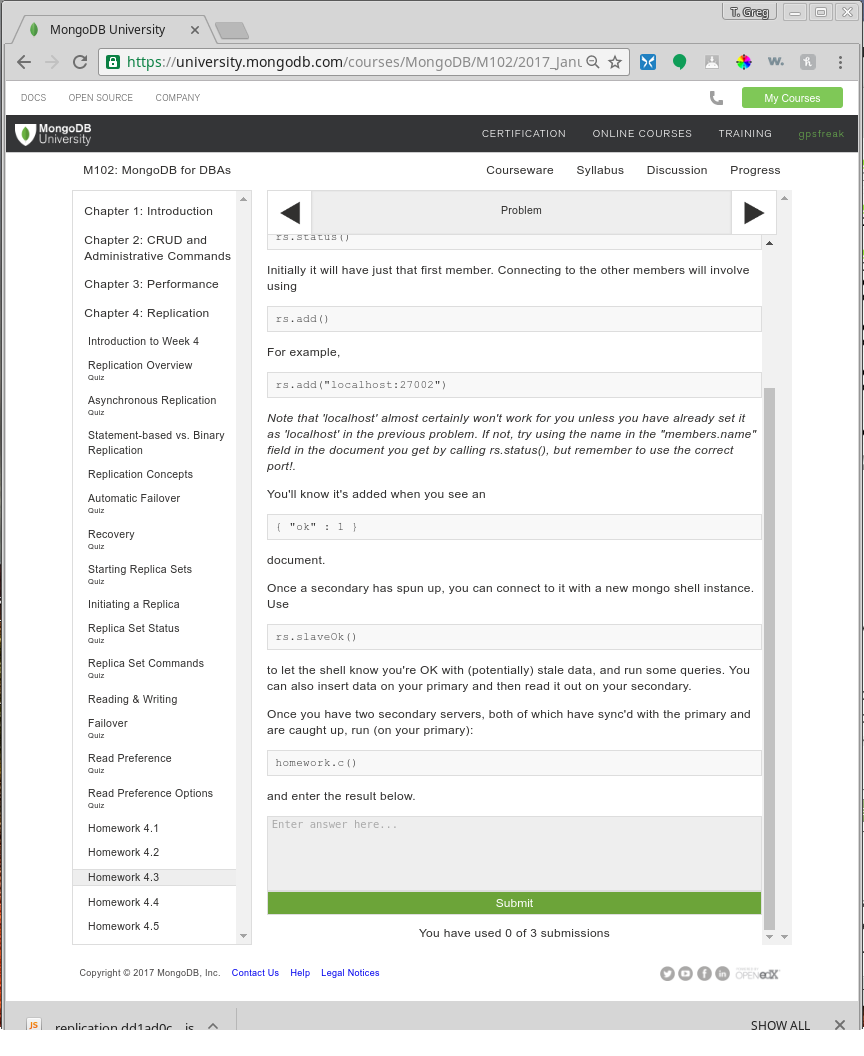 T. Greg
MongoDB University
https://university.mongodb.com/courses/MongoDB/M102/2017_Janu
DOCS OPEN SOURCE COMPANY
My Courses
MongoDB
University
CERTIFICATION ONLINE COURSES TRAINING gpsfreak
M102: MongoDB for DBAs
Courseware Syllabus Discussion Progress
Chapter 1: Introduction
Chapter 2: CRUD and
Administrative Commands
Chapter 3: Performance
Chapter 4: Replication
Introduction to Week 4
Replication Overview
Quiz
Asynchronous Replication
Quiz
Statement-based vs. Binary
Replication
Replication Concepts
Automatic Failover
Quiz
Recovery
Quiz
Starting Replica Sets
Quiz
Initiating a Replica
Replica Set Status
Quiz
Replica Set Commands
Quiz
Reading & Writing
Failover
Quiz
Read Preference
Quiz
Read Preference Options
Quiz
Homework 4.1
Homework 4.2
Homework 4.3
Homework 4.4
Homework 4.5
Problem
rs.status()
Initially it will have just that first member. Connecting to the other members will involve
using
rs.add()
For example,
rs.add("localhost:27002")
Note that 'localhost' almost certainly won't work for you unless you have already set it
as 'localhost' in the previous problem. If not, try using the name in the "members.name"
field in the document you get by calling rs.status(), but remember to use the correct
port!.
You'll know it's added when you see an
{ "ok" : 1 }
document.
Once a secondary has spun up, you can connect to it with a new mongo shell instance.
Use
rs.slaveOk()
to let the shell know you're OK with (potentially) stale data, and run some queries. You
can also insert data on your primary and then read it out on your secondary.
Once you have two secondary servers, both of which have sync'd with the primary and
are caught up, run (on your primary):
homework.c()
and enter the result below.
Enter answer here...
Submit
You have used 0 of 3 submissions
Copyright © 2017 MongoDB, Inc. Contact Us Help Legal Notices
OPEN edX
JS
replication.dd1ad0c....js
SHOW ALL